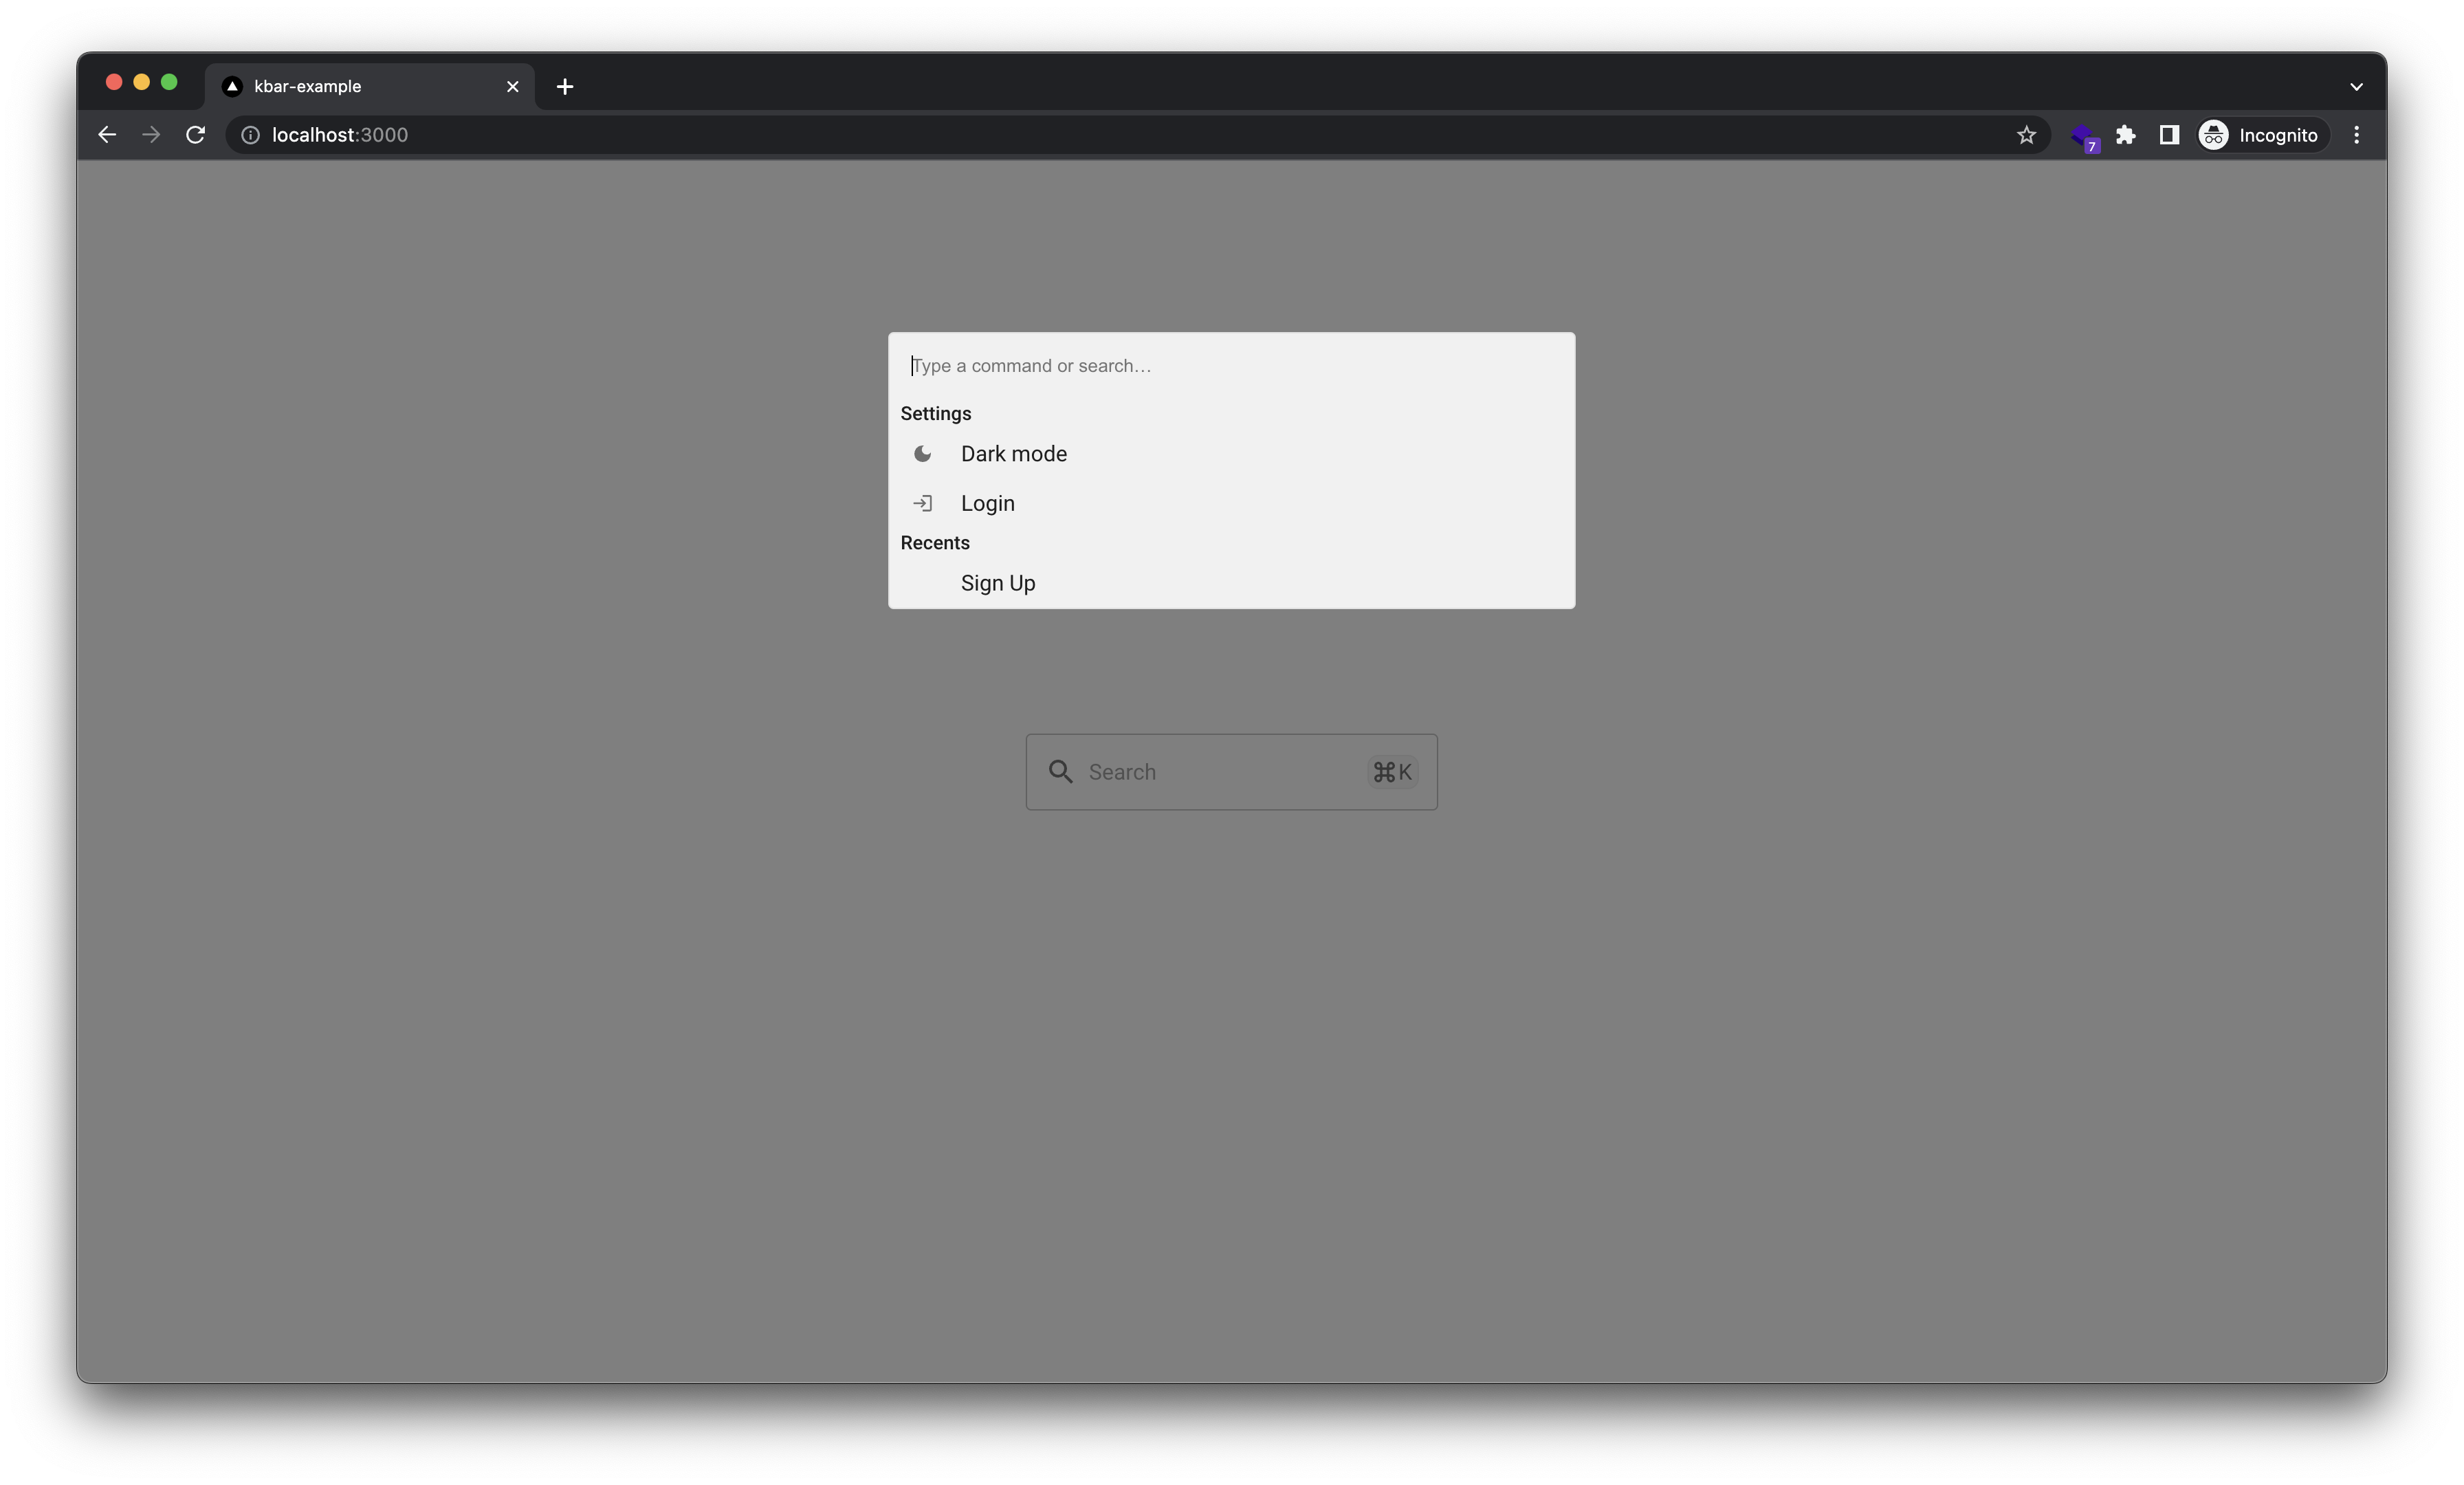 kbar-example
localhost:3000
7
Incognito
Type a command or search…
Settings
Dark mode
Login
Recents
Sign Up
Search ⌘K